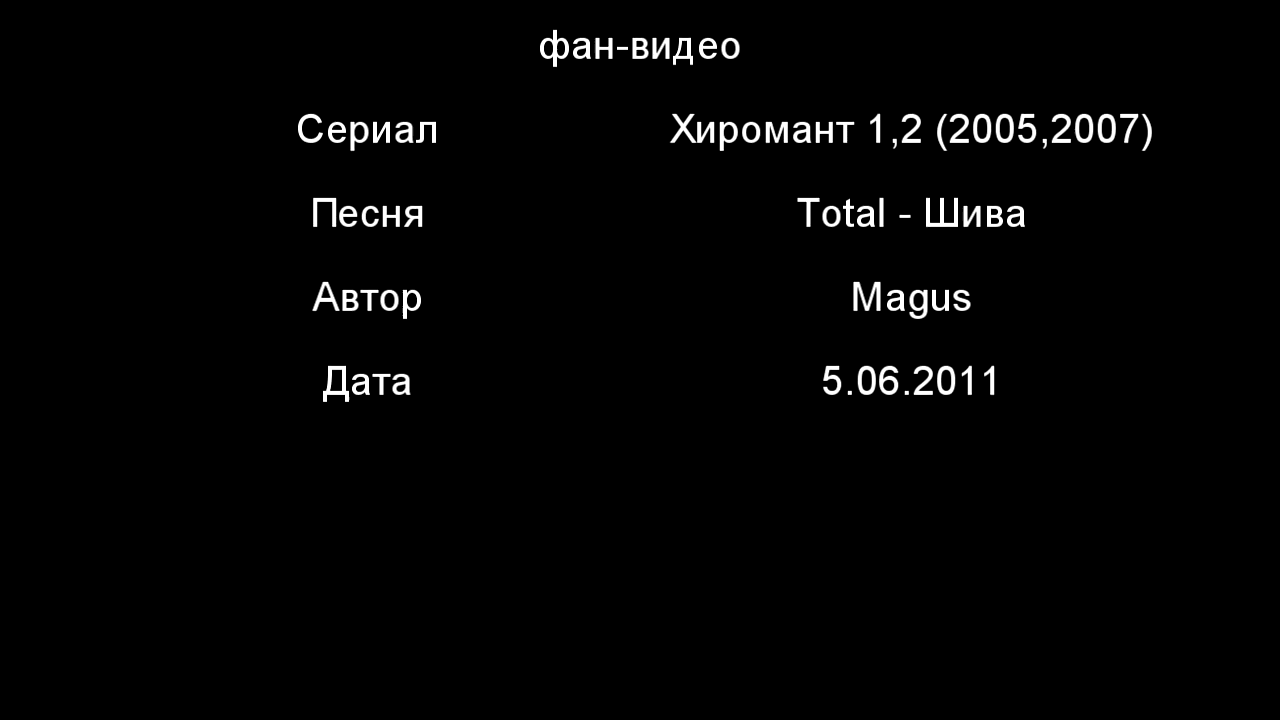 фан-видео
Сериал Хиромант 1,2 (2005,2007)
Песня Total - Шива
Автор Magus
Дата 5.06.2011